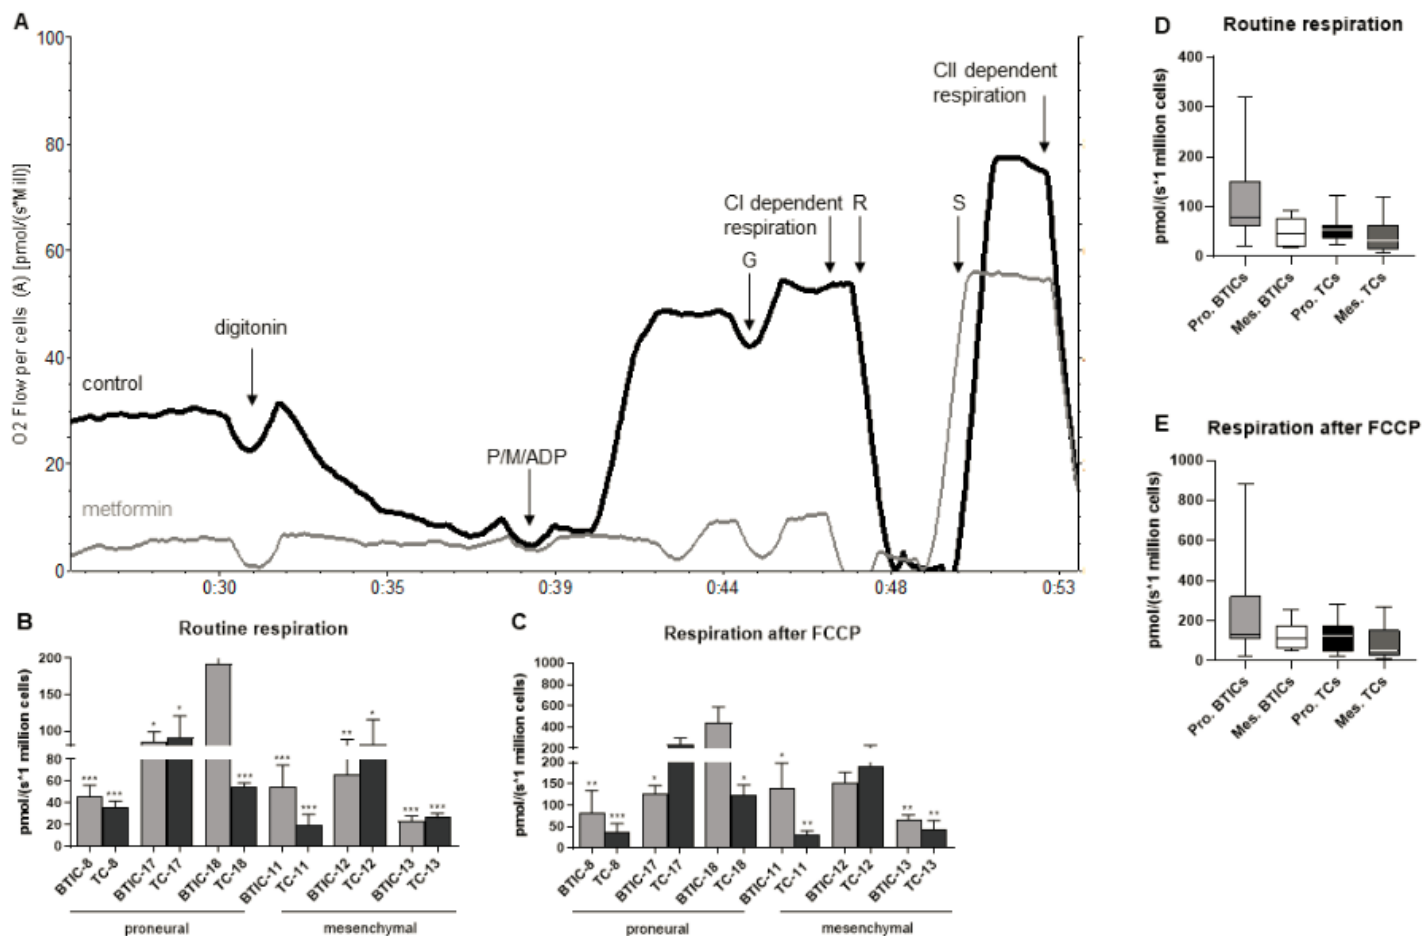 A
100
80
60
40
20
0
O2 Flow per cells (A) [pmol/(s*Mill)]
control
metformin
digitonin
P/M/ADP
G
CI dependent
respiration
R
S
CII dependent
respiration
0:30
0:35
0:39
0:44
0:48
0:53
B
Routine respiration
pmol/(s*1 million cells)
200
150
100
80
60
40
20
0
***
***
*
*
***
***
***
**
*
***
***
BTIC-8
TC-8
BTIC-17
TC-17
BTIC-18
TC-18
BTIC-11
TC-11
BTIC-12
TC-12
BTIC-13
TC-13
proneural
mesenchymal
C
Respiration after FCCP
pmol/(s*1 million cells)
1000
800
600
400
200
200
150
100
50
0
**
***
*
*
*
**
**
**
BTIC-8
TC-8
BTIC-17
TC-17
BTIC-18
TC-18
BTIC-11
TC-11
BTIC-12
TC-12
BTIC-13
TC-13
proneural
mesenchymal
D
Routine respiration
pmol/(s*1 million cells)
400
300
200
100
0
Pro. BTICs
Mes. BTICs
Pro. TCs
Mes. TCs
E
Respiration after FCCP
pmol/(s*1 million cells)
1000
800
600
400
200
0
Pro. BTICs
Mes. BTICs
Pro. TCs
Mes. TCs